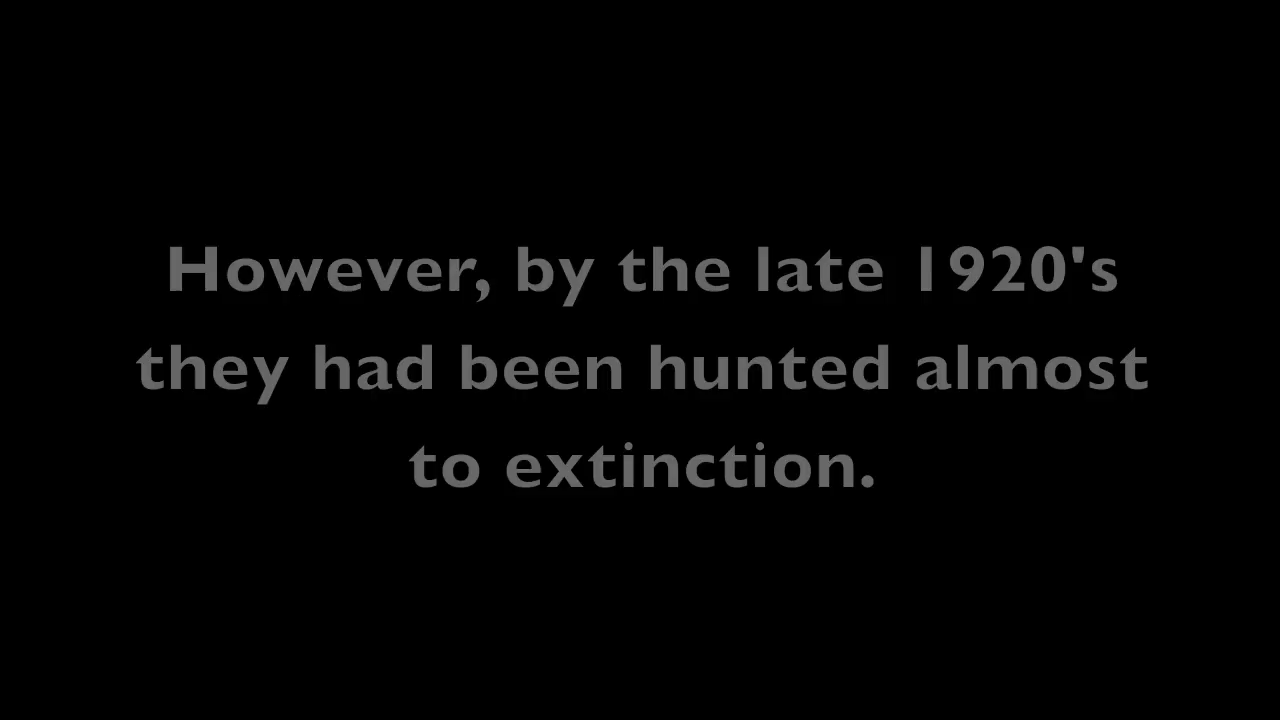 However, by the late 1920's
they had been hunted almost
to extinction.